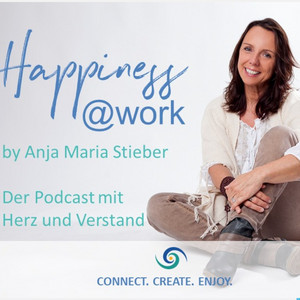 Happiness
@work
by Anja Maria Stieber
Der Podcast mit
Herz und Verstand
CONNECT. CREATE. ENJOY.